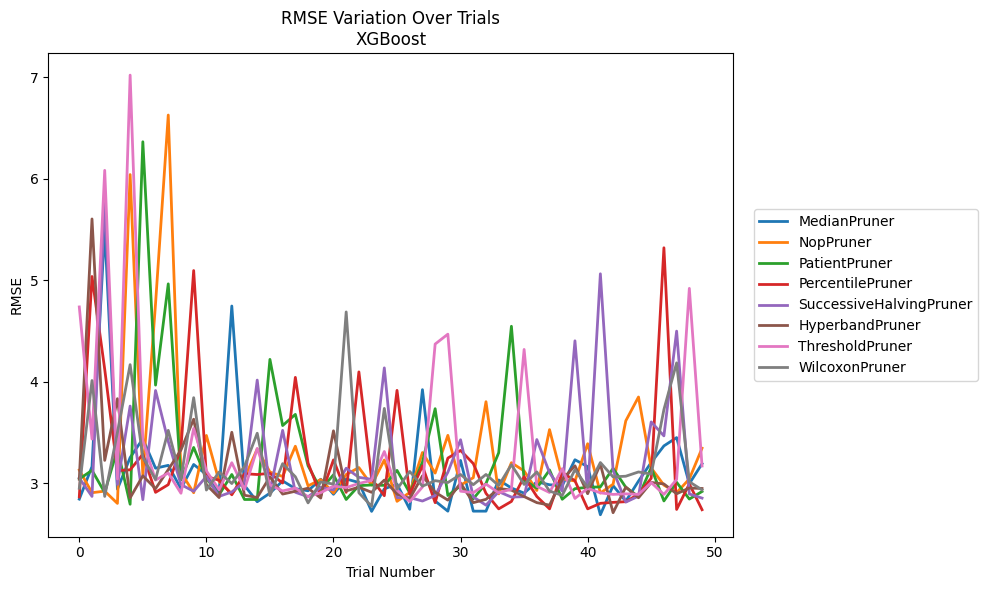 RMSE Variation Over Trials
XGBoost
RMSE
7
6
5
4
3
0
10
20
30
40
50
Trial Number
MedianPruner
NopPruner
PatientPruner
PercentilePruner
SuccessiveHalvingPruner
HyperbandPruner
ThresholdPruner
WilcoxonPruner